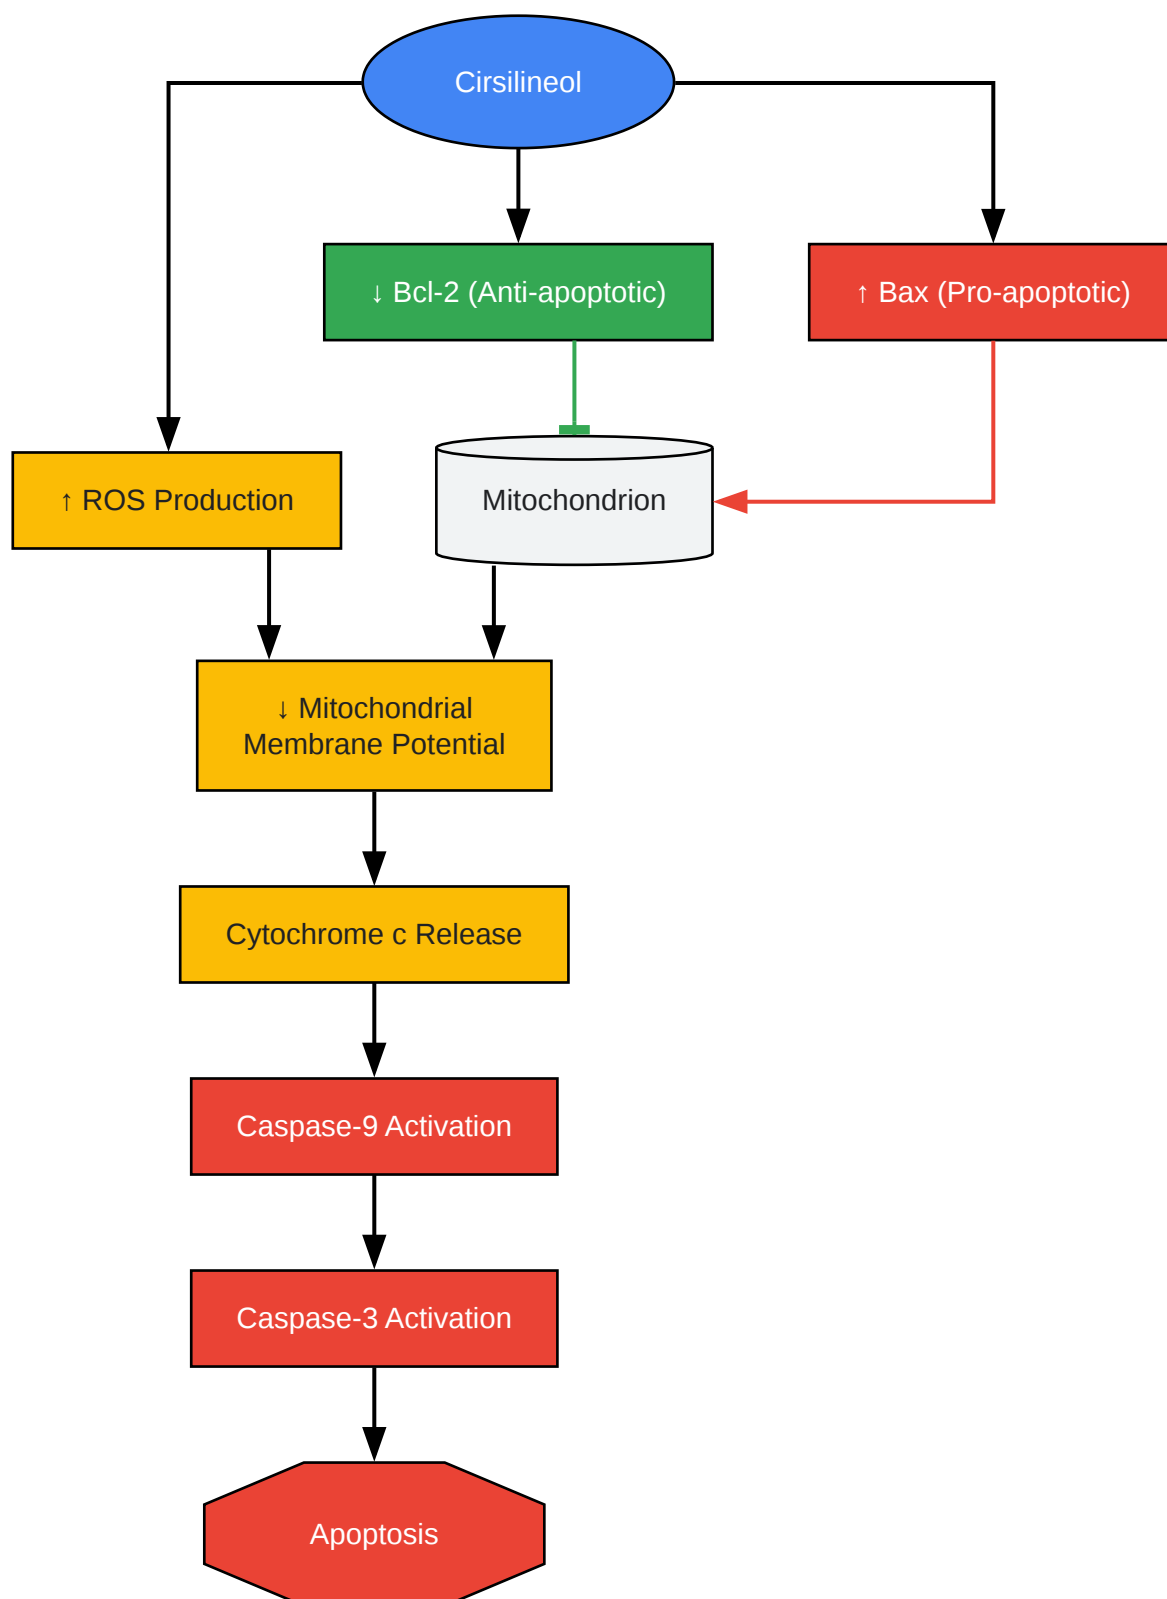 Cirsilineol
↓ Bcl-2 (Anti-apoptotic)
↑ Bax (Pro-apoptotic)
↑ ROS Production
Mitochondrion
↓ Mitochondrial
Membrane Potential
Cytochrome c Release
Caspase-9 Activation
Caspase-3 Activation
Apoptosis